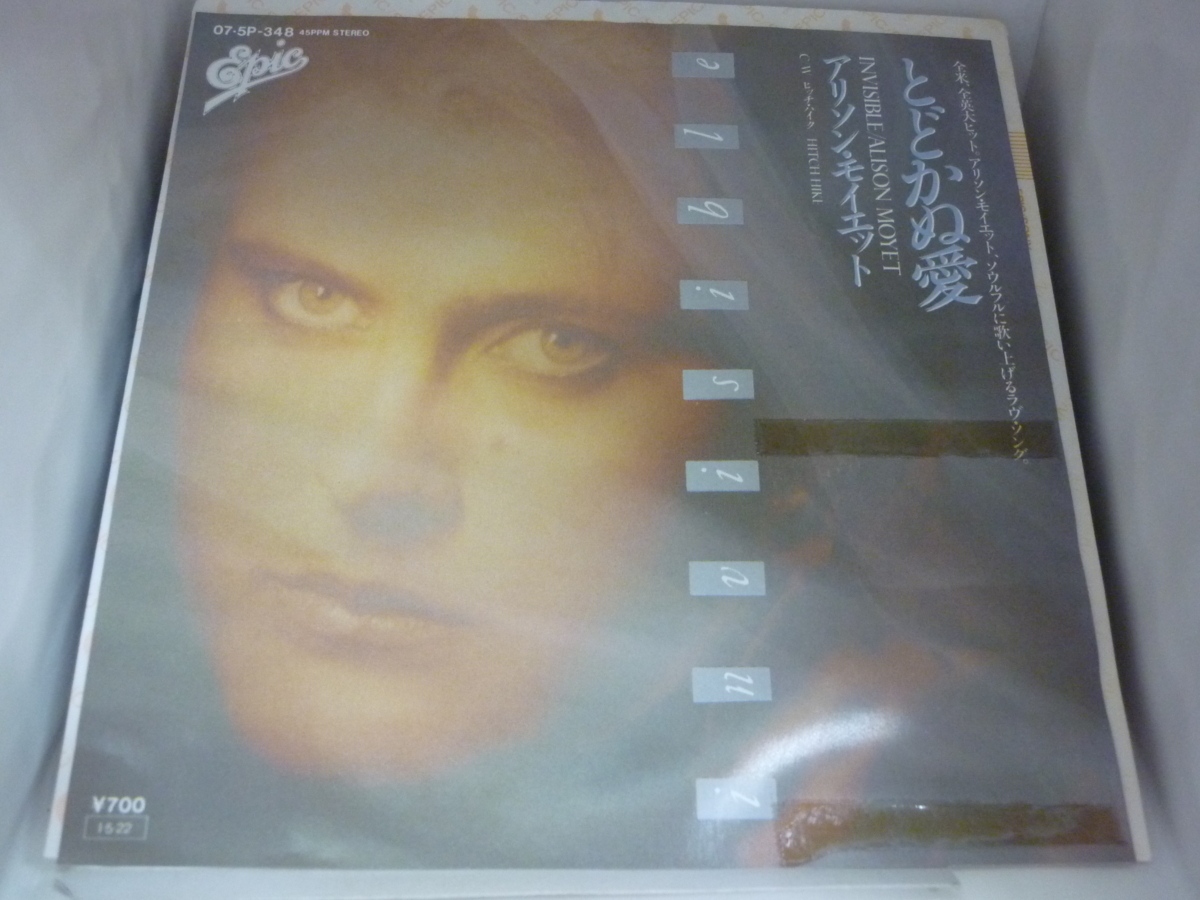 07·5P-348 45RPM STEREO
Epic
全米、全英大ヒット。アリソン・モイエット、ソウルフルに歌い上げるラヴ・ソング。
とどかぬ愛
INVISIBLE/ALISON MOYET
アリソン・モイエット
C/W ヒッチ・ハイク HITCH HIKE
invisible
¥700